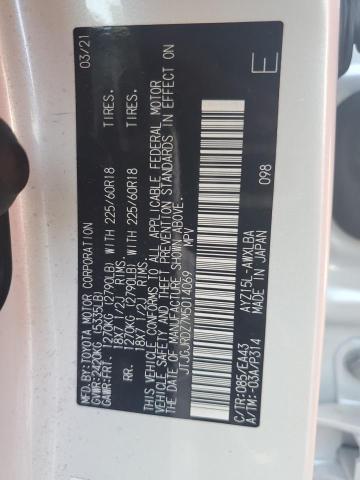 MFD.BY:TOYOTA MOTOR CORPORATION 03/21
GVWR:2420KG (5335LB)
GAWR:FRT. 1270KG (2790LB) WITH 225/60R18 TIRES.
18X7 1/2J RIMS.
RR. 1270KG (2790LB) WITH 225/60R18 TIRES.
18X7 1/2J RIMS.
THIS VEHICLE CONFORMS TO ALL APPLICABLE FEDERAL MOTOR
VEHICLE SAFETY AND THEFT PREVENTION STANDARDS IN EFFECT ON
THE DATE OF MANUFACTURE SHOWN ABOVE.
JTJGJRDZ7M5014069 MPV
C/TR:085/EA43 AYZ15L-AWXLBA
A/TM:-03A/P314 MADE IN JAPAN
098
E